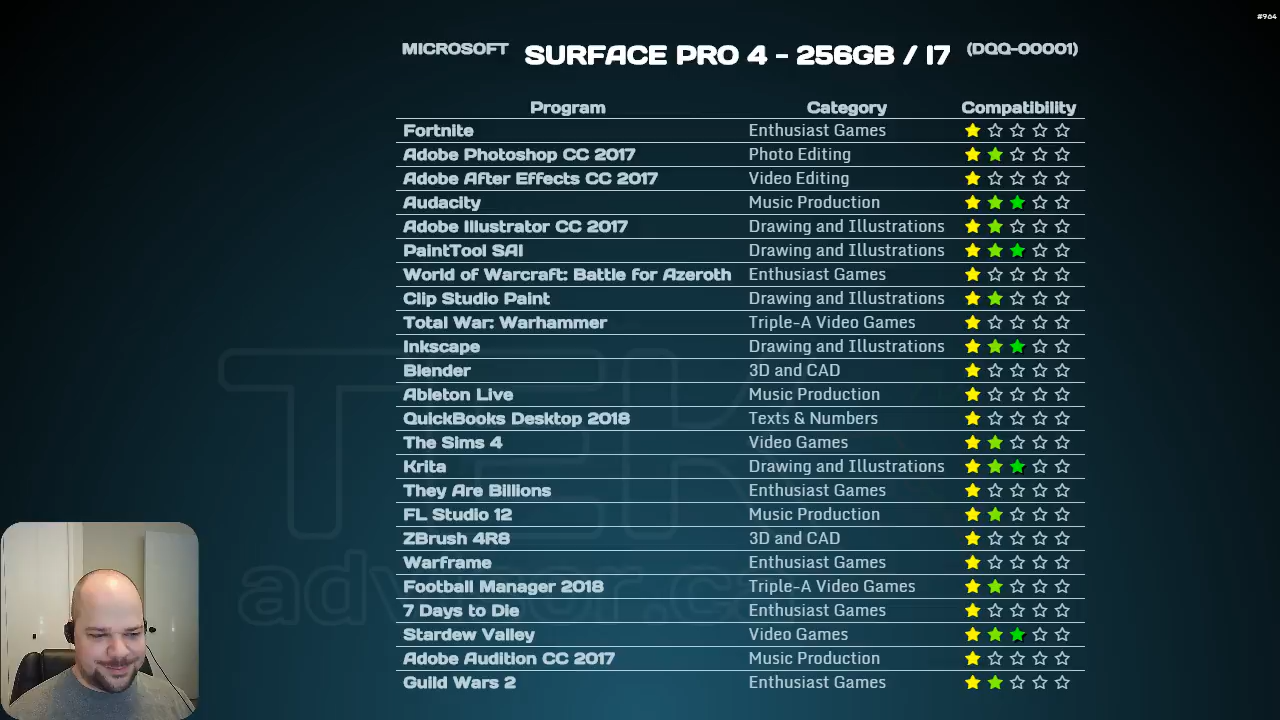 #964
MICROSOFT SURFACE PRO 4 - 256GB / I7 (DQQ-00001)
Program Category Compatibility
Fortnite Enthusiast Games
Adobe Photoshop CC 2017 Photo Editing
Adobe After Effects CC 2017 Video Editing
Audacity Music Production
Adobe Illustrator CC 2017 Drawing and Illustrations
PaintTool SAI Drawing and Illustrations
World of Warcraft: Battle for Azeroth Enthusiast Games
Clip Studio Paint Drawing and Illustrations
Total War: Warhammer Triple-A Video Games
Inkscape Drawing and Illustrations
Blender 3D and CAD
Ableton Live Music Production
QuickBooks Desktop 2018 Texts & Numbers
The Sims 4 Video Games
Krita Drawing and Illustrations
They Are Billions Enthusiast Games
FL Studio 12 Music Production
ZBrush 4R8 3D and CAD
Warframe Enthusiast Games
Football Manager 2018 Triple-A Video Games
7 Days to Die Enthusiast Games
Stardew Valley Video Games
Adobe Audition CC 2017 Music Production
Guild Wars 2 Enthusiast Games